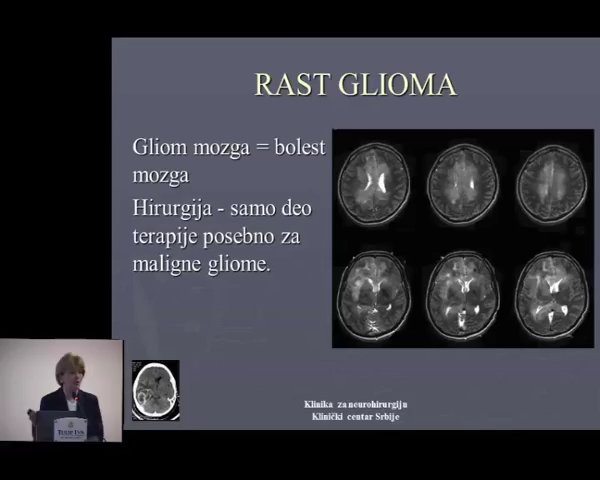 RAST GLIOMA
Gliom mozga = bolest
mozga
Hirurgija - samo deo
terapije posebno za
maligne gliome.
Klinika za neurohirurgiju
Klinički centar Srbije